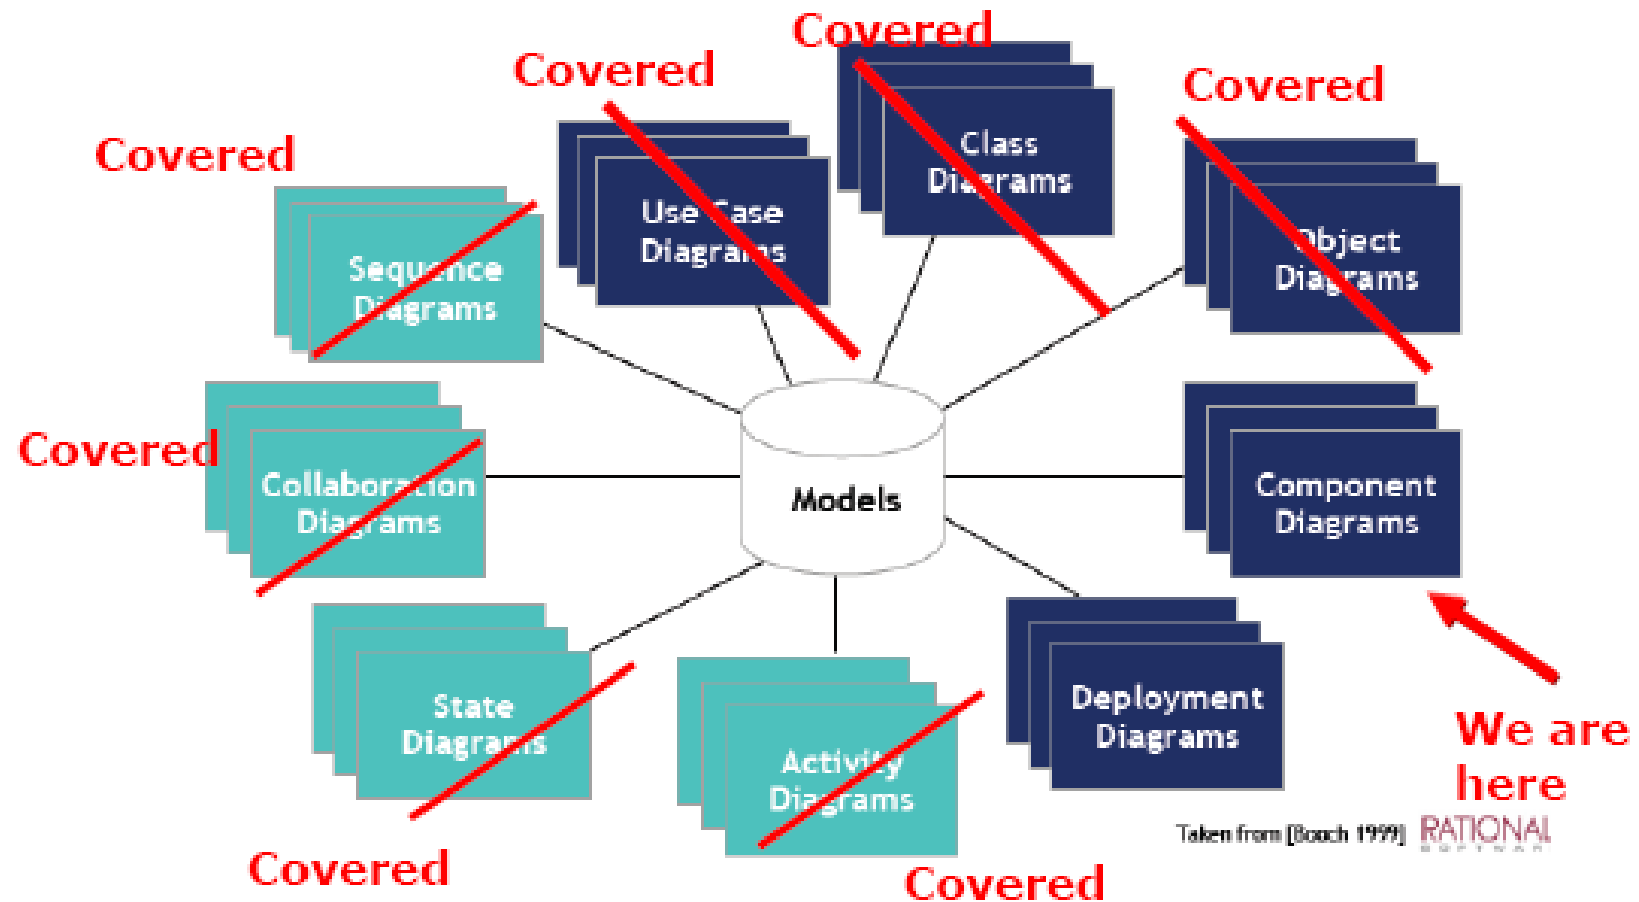 Covered
Covered
Covered
Covered
Class
Diagrams
Use Case
Diagrams
Object
Diagrams
Sequence
Diagrams
Covered
Collaboration
Diagrams
Models
Component
Diagrams
State
Diagrams
Deployment
Diagrams
Activity
Diagrams
We are
here
Taken from [Booch 1999]
RATIONAL
SOFTWARE
Covered
Covered